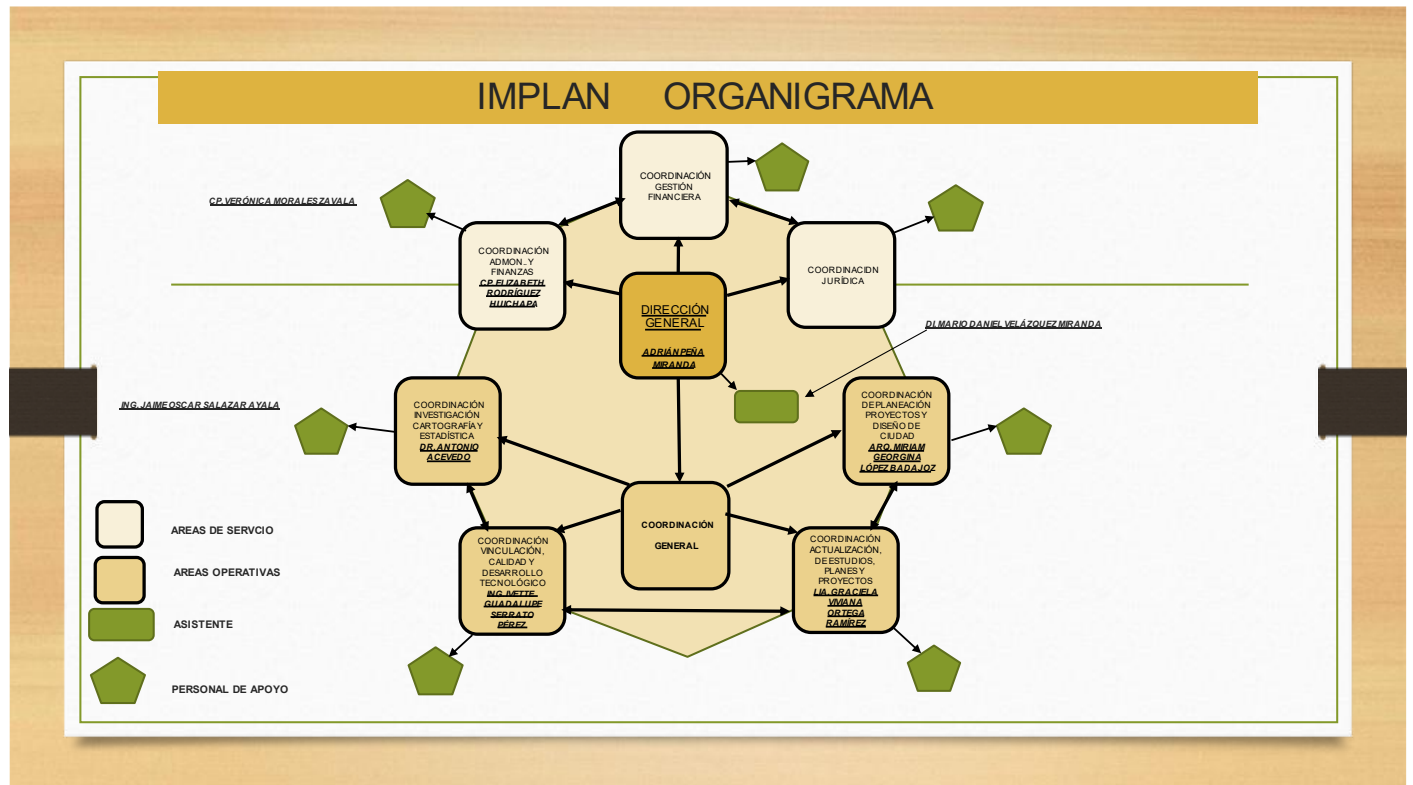 IMPLAN ORGANIGRAMA
COORDINACIÓN
GESTIÓN
FINANCIERA
CP. VERÓNICA MORALES ZAVALA
COORDINACIÓN
ADMON.. Y
FINANZAS
CP. ELIZABETH
RODRÍGUEZ
HUICHAPA
COORDINACIDN
JURÍDICA
DIRECCIÓN
GENERAL
ADRIÁN PEÑA
MIRANDA
DI. MARIO DANIEL VELÁZQUEZ MIRANDA
ING. JAIME OSCAR SALAZAR AYALA
COORDINACIÓN
INVESTIGACIÓN
CARTOGRAFÍA Y
ESTADÍSTICA
DR. ANTONIO
ACEVEDO
COORDINACIÓN
DE PLANEACIÓN
PROYECTOS Y
DISEÑO DE
CIUDAD
ARQ. MIRIAM
GEORGINA
LÓPEZ BADAJOZ
COORDINACIÓN
GENERAL
COORDINACIÓN
VINCULACIÓN,
CALIDAD Y
DESARROLLO
TECNOLÓGICO
ING. IVETTE
GUADALUPE
SERRATO
PÉREZ.
COORDINACIÓN
ACTUALIZACIÓN,
DE ESTUDIOS,
PLANES Y
PROYECTOS
LIA. GRACIELA
VIVIANA
ORTEGA
RAMÍREZ
AREAS DE SERVCIO
AREAS OPERATIVAS
ASISTENTE
PERSONAL DE APOYO